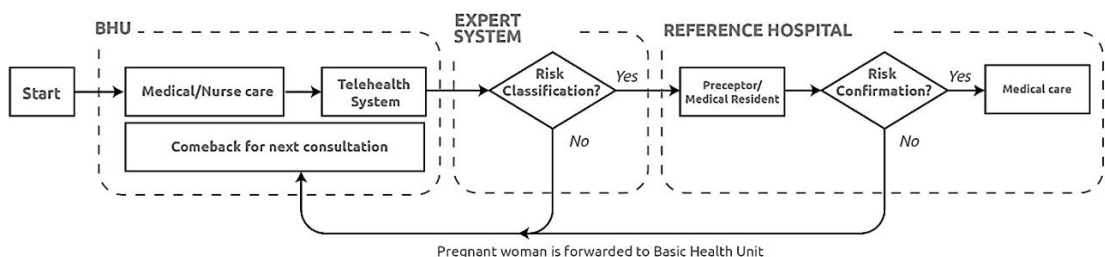 BHU
EXPERT
SYSTEM
REFERENCE HOSPITAL
Start
Medical/Nurse care
Telehealth
System
Risk
Classification?
Yes
Preceptor/
Medical Resident
Risk
Confirmation?
Yes
Medical care
Comeback for next consultation
No
No
Pregnant woman is forwarded to Basic Health Unit